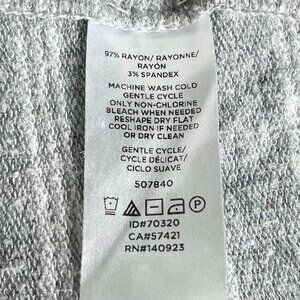 97% RAYON/ RAYONNE/
RAYÓN
3% SPANDEX
MACHINE WASH COLD
GENTLE CYCLE
ONLY NON-CHLORINE
BLEACH WHEN NEEDED
RESHAPE DRY FLAT
COOL IRON IF NEEDED
OR DRY CLEAN
GENTLE CYCLE/
CYCLE DÉLICAT/
CICLO SUAVE
507840
ID#70320
CA#57421
RN#140923